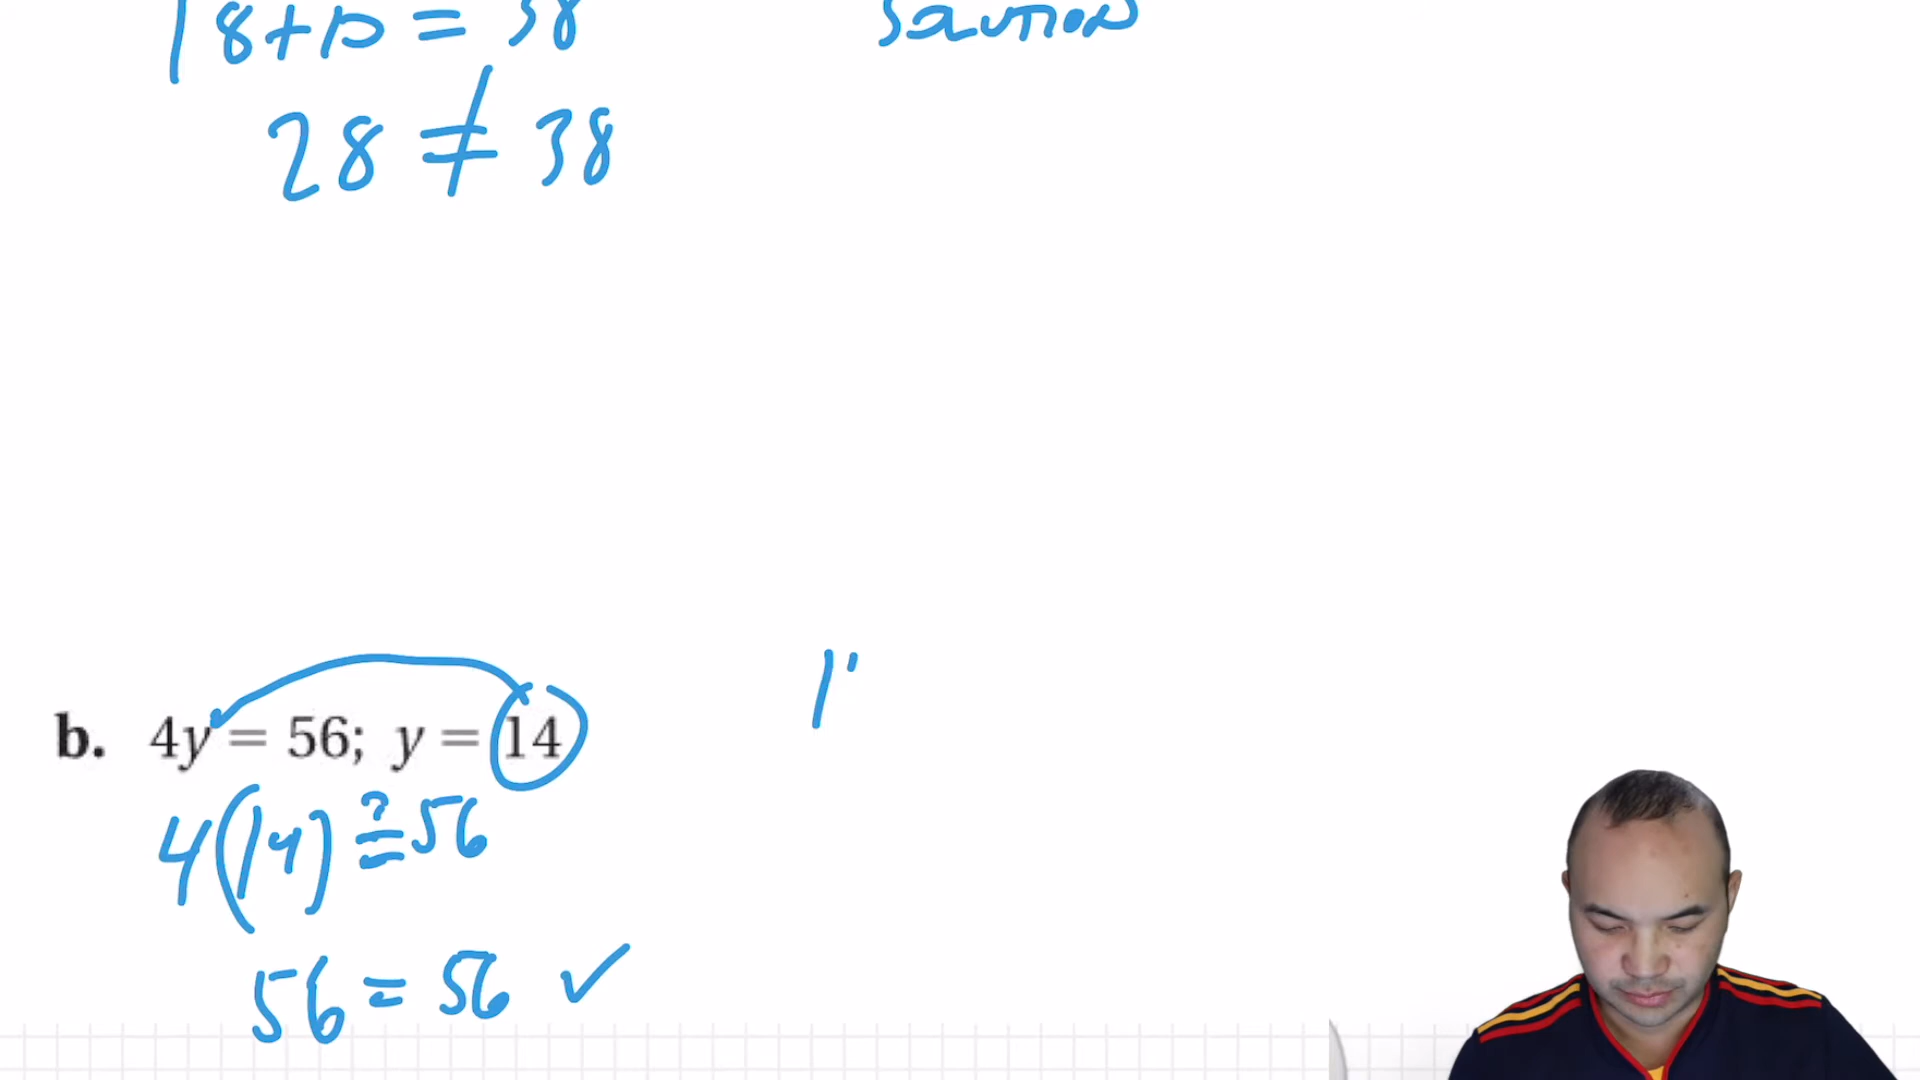 18+10 = 38
SOLUTION
28 ≠ 38
b. 4y = 56; y = 14
4(14) ≟ 56
56 = 56 ✓